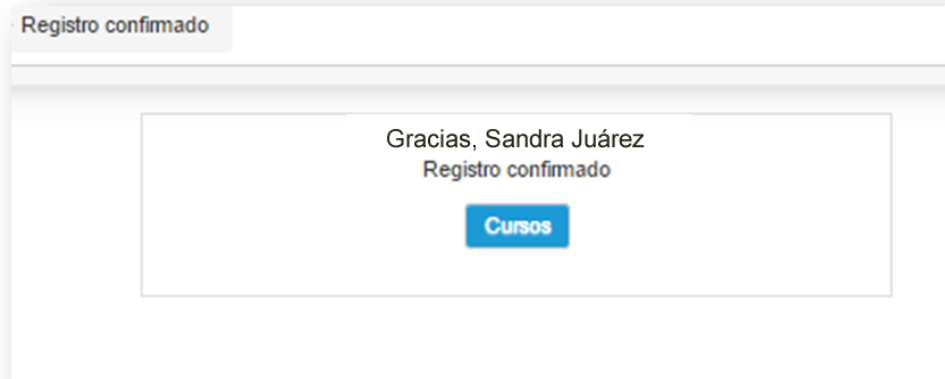 Registro confirmado
Gracias, Sandra Juárez
Registro confirmado
Cursos